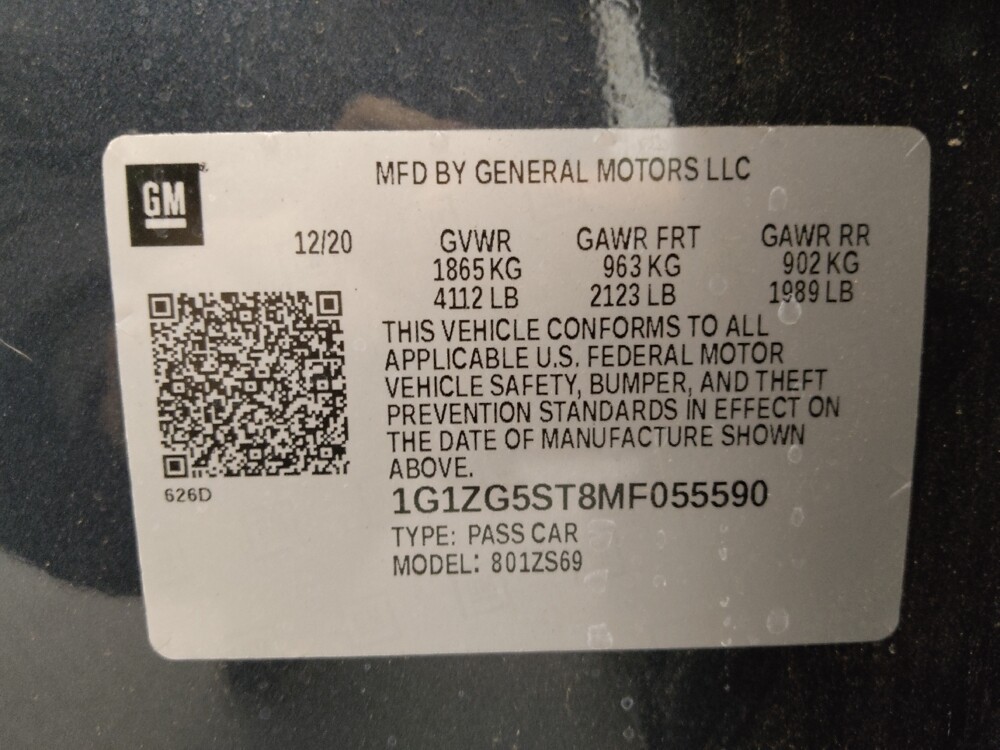 GM
MFD BY GENERAL MOTORS LLC
12/20 GVWR GAWR FRT GAWR RR
1865 KG 963 KG 902 KG
4112 LB 2123 LB 1989 LB
THIS VEHICLE CONFORMS TO ALL
APPLICABLE U.S. FEDERAL MOTOR
VEHICLE SAFETY, BUMPER, AND THEFT
PREVENTION STANDARDS IN EFFECT ON
THE DATE OF MANUFACTURE SHOWN
ABOVE.
626D
1G1ZG5ST8MF055590
TYPE: PASS CAR
MODEL: 801ZS69